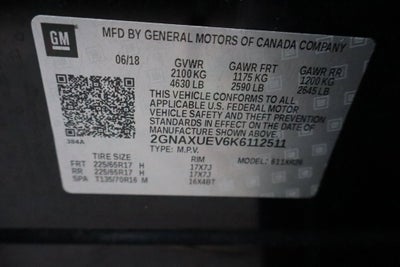 GM MFD BY GENERAL MOTORS OF CANADA COMPANY
06/18 GVWR GAWR FRT GAWR RR
2100 KG 1175 KG 1200 KG
4630 LB 2590 LB 2645 LB
THIS VEHICLE CONFORMS TO ALL
APPLICABLE U.S. FEDERAL MOTOR
VEHICLE SAFETY AND THEFT PREVENTION
STANDARDS IN EFFECT ON THE DATE OF
MANUFACTURE SHOWN ABOVE.
384A 2GNAXUEV6K6112511
TYPE: M.P.V. MODEL:
TIRE SIZE RIM
FRT 225/65R17 H 17X7J
RR 225/65R17 H 17X7J
SPA T135/70R16 M 16X4BT